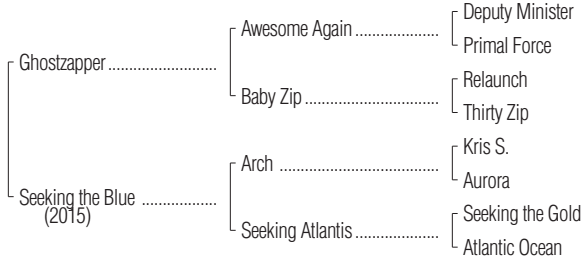 Deputy Minister
Awesome Again ....................
Primal Force
Ghostzapper ..........................
Relaunch
Baby Zip ................................
Thirty Zip
Kris S.
Arch ......................................
Aurora
Seeking the Blue ..................
(2015)
Seeking the Gold
Seeking Atlantis ....................
Atlantic Ocean